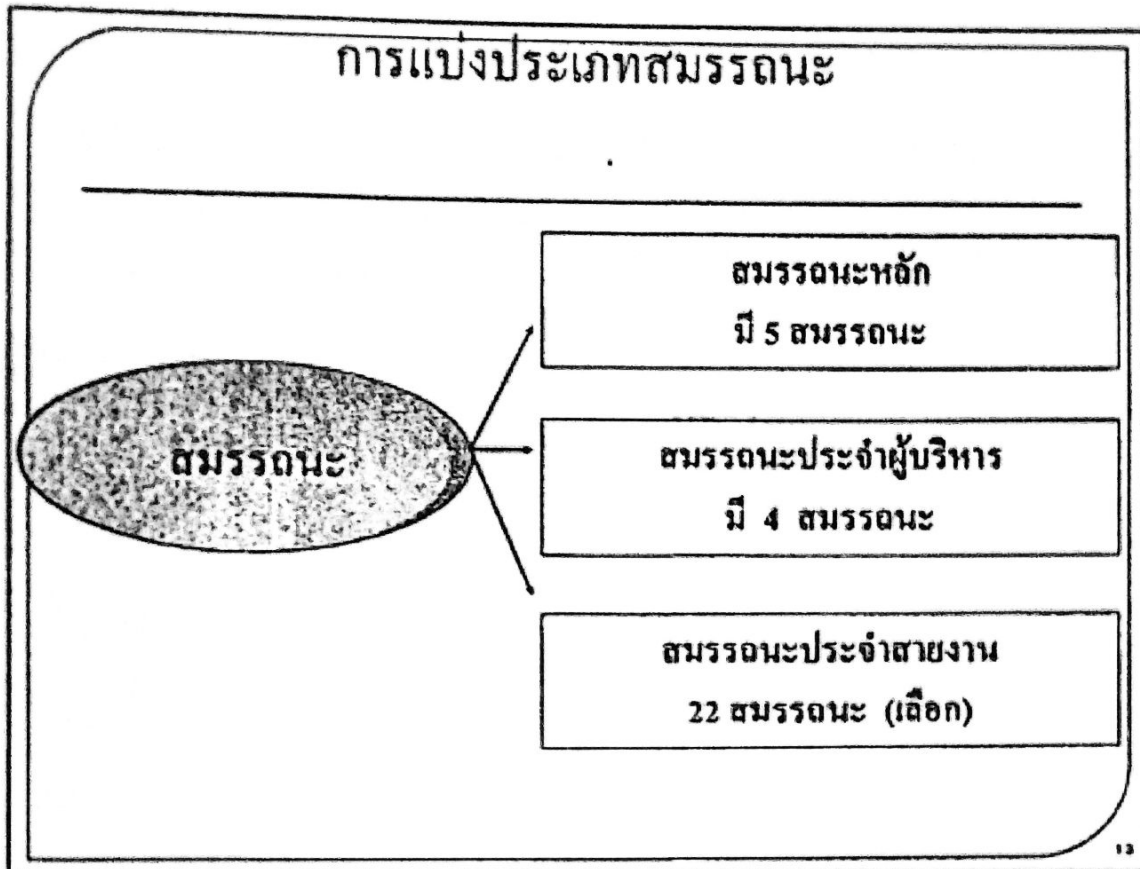 การแบ่งประเภทสมรรถนะ
สมรรถนะ
สมรรถนะหลัก
มี 5 สมรรถนะ
สมรรถนะประจำผู้บริหาร
มี 4 สมรรถนะ
สมรรถนะประจำสายงาน
22 สมรรถนะ (เลือก)
13